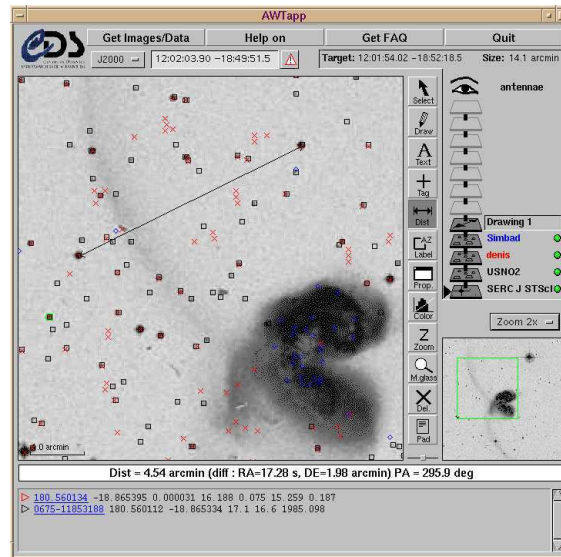 AWTapp
CDS
Get Images/Data Help on Get FAQ Quit
J2000 12:02:03.90 -18:49:51.5 Target: 12:01:54.02 -18:52:18.5 Size: 14.1 arcmin
antennae
Select
Draw
A
Text
Tag
Dist
AZ
Label
Prop.
Color
Z
Zoom
M.glass
Del.
Pad
Drawing 1
Simbad
denis
USNO2
SERC J STScI
Zoom 2x
.0 arcmin
Dist = 4.54 arcmin (diff : RA=17.28 s, DE=1.98 arcmin) PA = 295.9 deg
180.560134 -18.865395 0.000031 16.188 0.075 15.259 0.187
0675-11853188 180.560112 -18.865334 17.1 16.6 1985.098